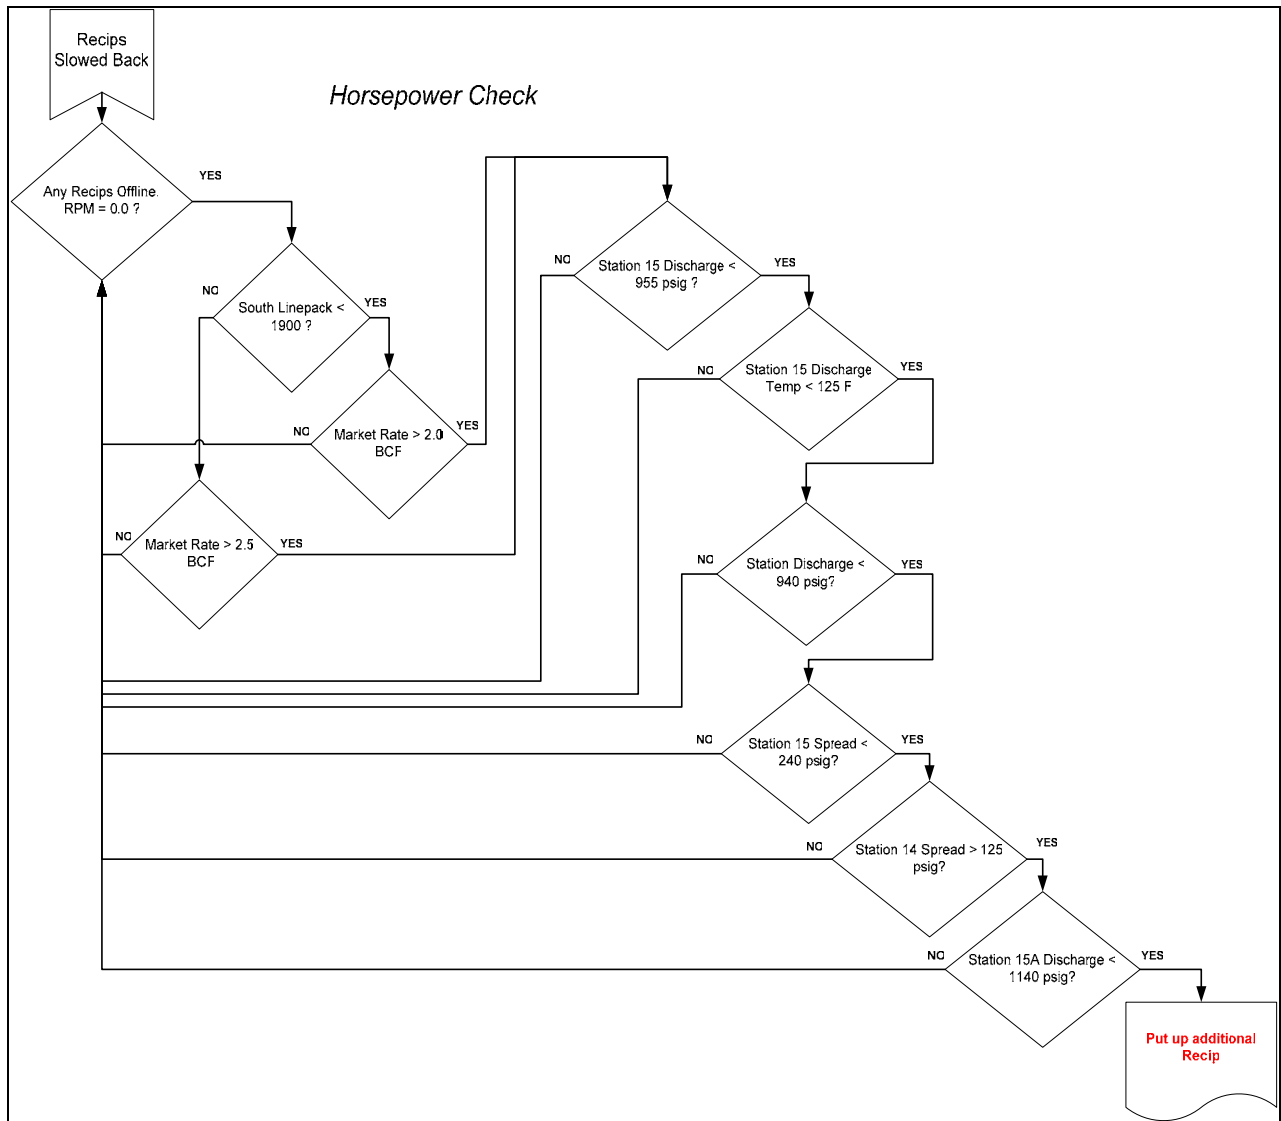 Recips
Slowed Back
Horsepower Check
Any Recips Offline.
RPM = 0.0 ?
YES
South Linepack <
1900 ?
NO
YES
Market Rate > 2.0
BCF
NO
YES
Market Rate > 2.5
BCF
NO
YES
Station 15 Discharge <
955 psig ?
NO
YES
Station 15 Discharge
Temp < 125 F
NO
YES
Station Discharge <
940 psig?
NO
YES
Station 15 Spread <
240 psig?
NO
YES
Station 14 Spread > 125
psig?
NO
YES
Station 15A Discharge <
1140 psig?
NO
YES
Put up additional
Recip